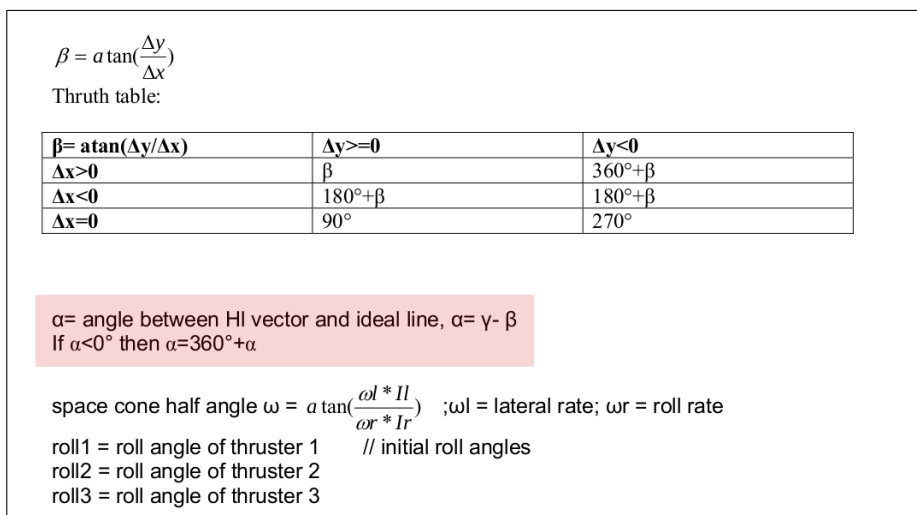 β = a tan(Δy/Δx)
Thruth table:
β= atan(Δy/Δx) Δy>=0 Δy<0
Δx>0 β 360°+β
Δx<0 180°+β 180°+β
Δx=0 90° 270°
α= angle between HI vector and ideal line, α= γ- β
If α<0° then α=360°+α
space cone half angle ω = a tan(ωl * Il / ωr * Ir) ;ωl = lateral rate; ωr = roll rate
roll1 = roll angle of thruster 1 // initial roll angles
roll2 = roll angle of thruster 2
roll3 = roll angle of thruster 3